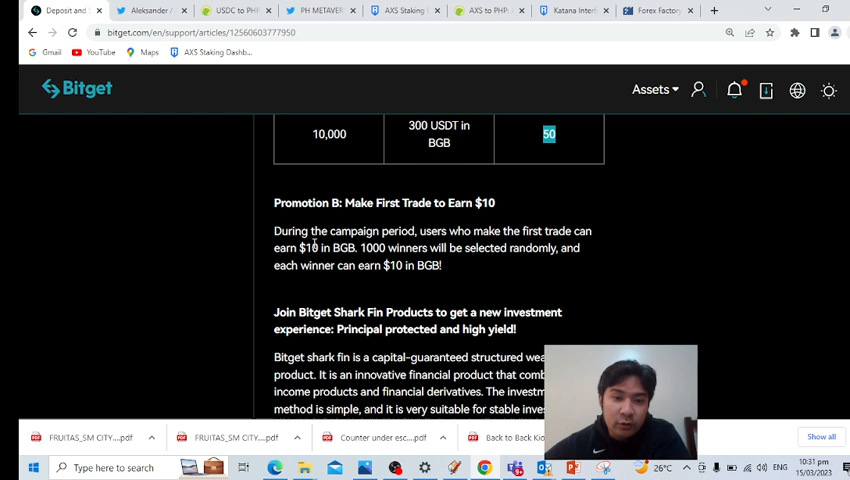 Deposit and S
Aleksander /
USDC to PHP
PH METAVER
AXS Staking
AXS to PHP:
Katana Interf
Forex Factory
bitget.com/en/support/articles/12560603777950
Gmail
YouTube
Maps
AXS Staking Dashb...
Bitget
Assets
10,000
300 USDT in
BGB
50
Promotion B: Make First Trade to Earn $10
During the campaign period, users who make the first trade can
earn $10 in BGB. 1000 winners will be selected randomly, and
each winner can earn $10 in BGB!
Join Bitget Shark Fin Products to get a new investment
experience: Principal protected and high yield!
Bitget shark fin is a capital-guaranteed structured wea
product. It is an innovative financial product that comb
income products and financial derivatives. The investm
method is simple, and it is very suitable for stable inves
FRUITAS_SM CITY....pdf
FRUITAS_SM CITY....pdf
Counter under esc....pdf
Back to Back Kio
Show all
Type here to search
26°C
ENG
10:31 pm
15/03/2023